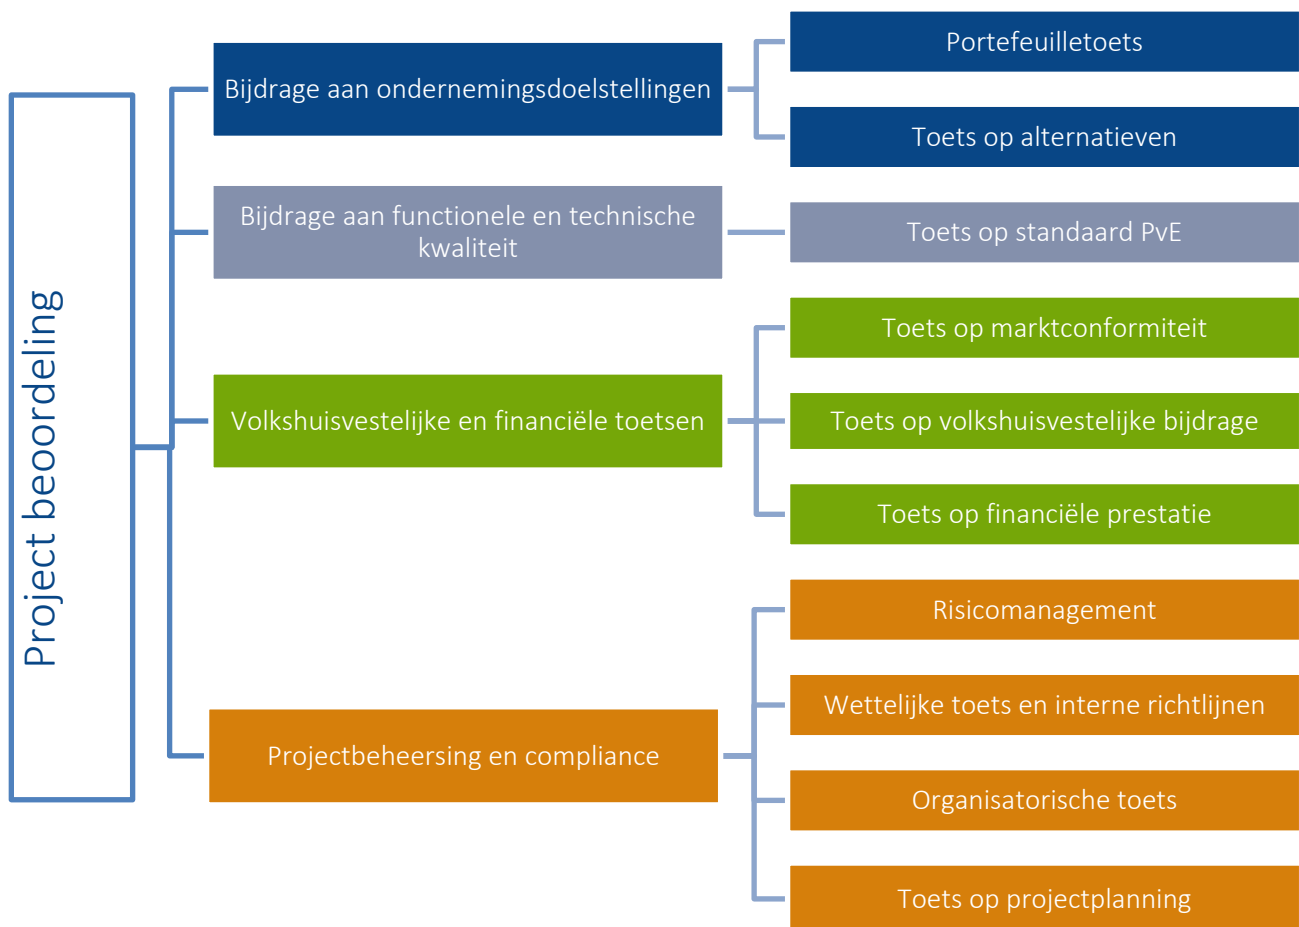 Project beoordeling
Bijdrage aan ondernemingsdoelstellingen
Portefeuilletoets
Toets op alternatieven
Bijdrage aan functionele en technische
kwaliteit
Toets op standaard PvE
Volkshuisvestelijke en financiële toetsen
Toets op marktconformiteit
Toets op volkshuisvestelijke bijdrage
Toets op financiële prestatie
Projectbeheersing en compliance
Risicomanagement
Wettelijke toets en interne richtlijnen
Organisatorische toets
Toets op projectplanning